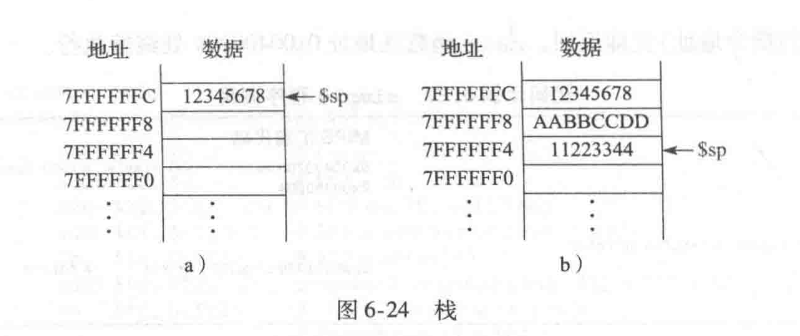 地址 数据 地址 数据
7FFFFFFC 12345678 $sp 7FFFFFFC 12345678
7FFFFFF8 7FFFFFF8 AABBCCDD
7FFFFFF4 7FFFFFF4 11223344 $sp
7FFFFFF0 7FFFFFF0
a） b）
图 6-24 栈